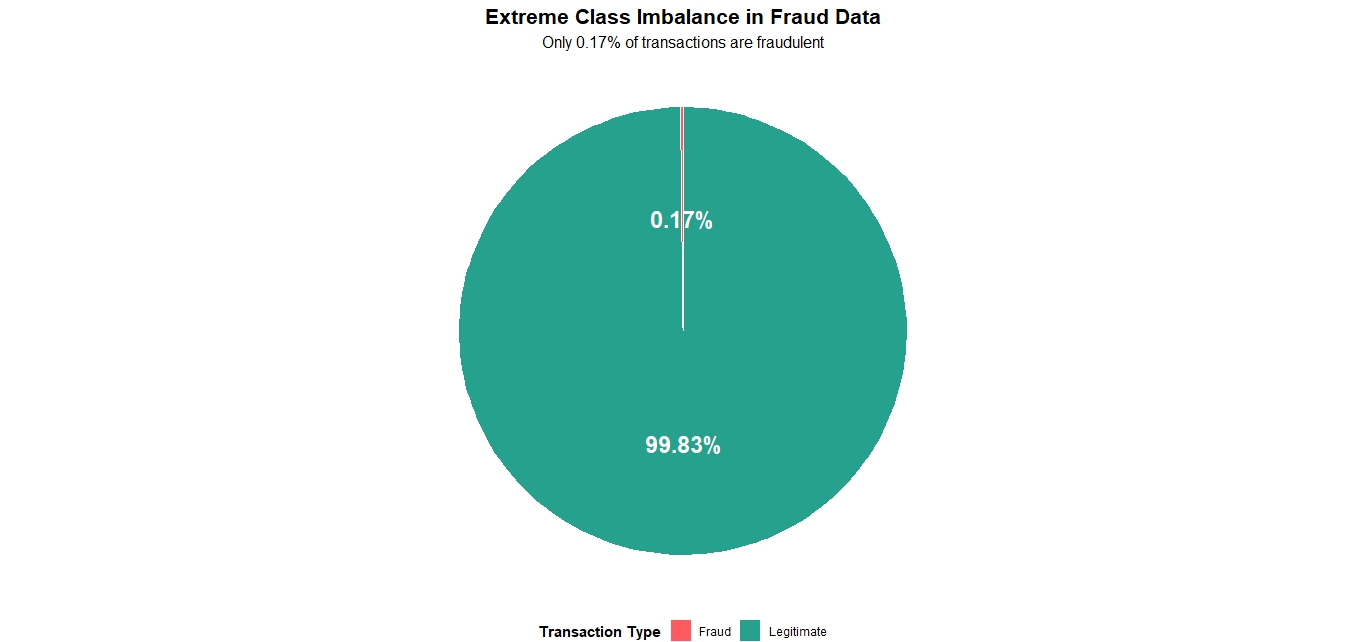 Extreme Class Imbalance in Fraud Data
Only 0.17% of transactions are fraudulent
0.17%
99.83%
Transaction Type Fraud Legitimate